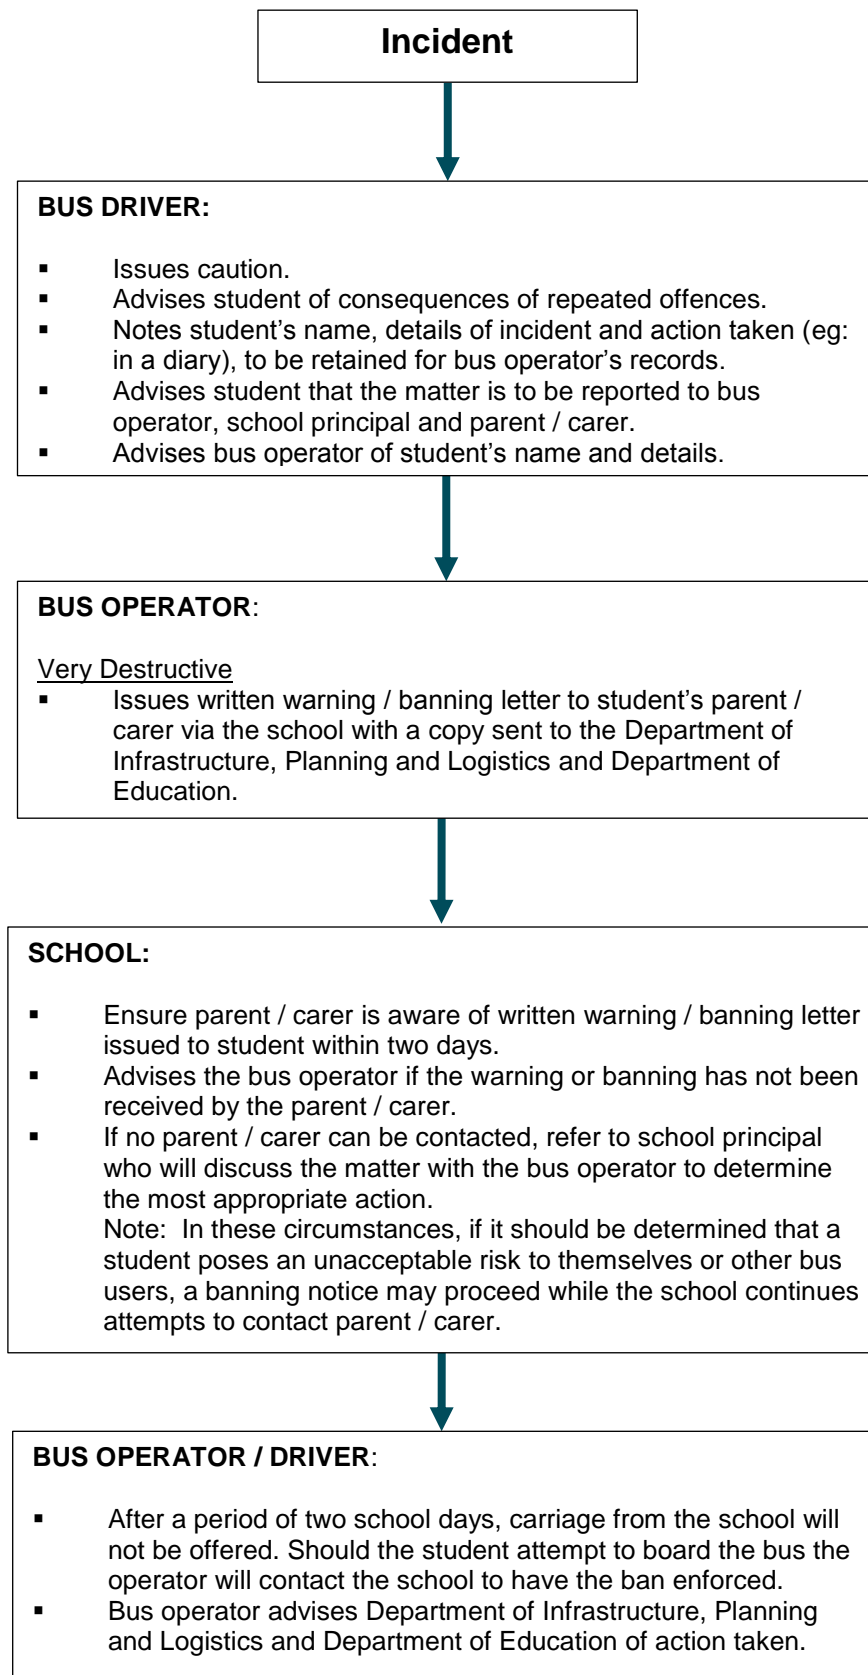 Incident
BUS DRIVER:
▪ Issues caution.
▪ Advises student of consequences of repeated offences.
▪ Notes student’s name, details of incident and action taken (eg:
in a diary), to be retained for bus operator’s records.
▪ Advises student that the matter is to be reported to bus
operator, school principal and parent / carer.
▪ Advises bus operator of student’s name and details.
BUS OPERATOR:
Very Destructive
▪ Issues written warning / banning letter to student’s parent /
carer via the school with a copy sent to the Department of
Infrastructure, Planning and Logistics and Department of
Education.
SCHOOL:
▪ Ensure parent / carer is aware of written warning / banning letter
issued to student within two days.
▪ Advises the bus operator if the warning or banning has not been
received by the parent / carer.
▪ If no parent / carer can be contacted, refer to school principal
who will discuss the matter with the bus operator to determine
the most appropriate action.
Note:  In these circumstances, if it should be determined that a
student poses an unacceptable risk to themselves or other bus
users, a banning notice may proceed while the school continues
attempts to contact parent / carer.
BUS OPERATOR / DRIVER:
▪ After a period of two school days, carriage from the school will
not be offered. Should the student attempt to board the bus the
operator will contact the school to have the ban enforced.
▪ Bus operator advises Department of Infrastructure, Planning
and Logistics and Department of Education of action taken.